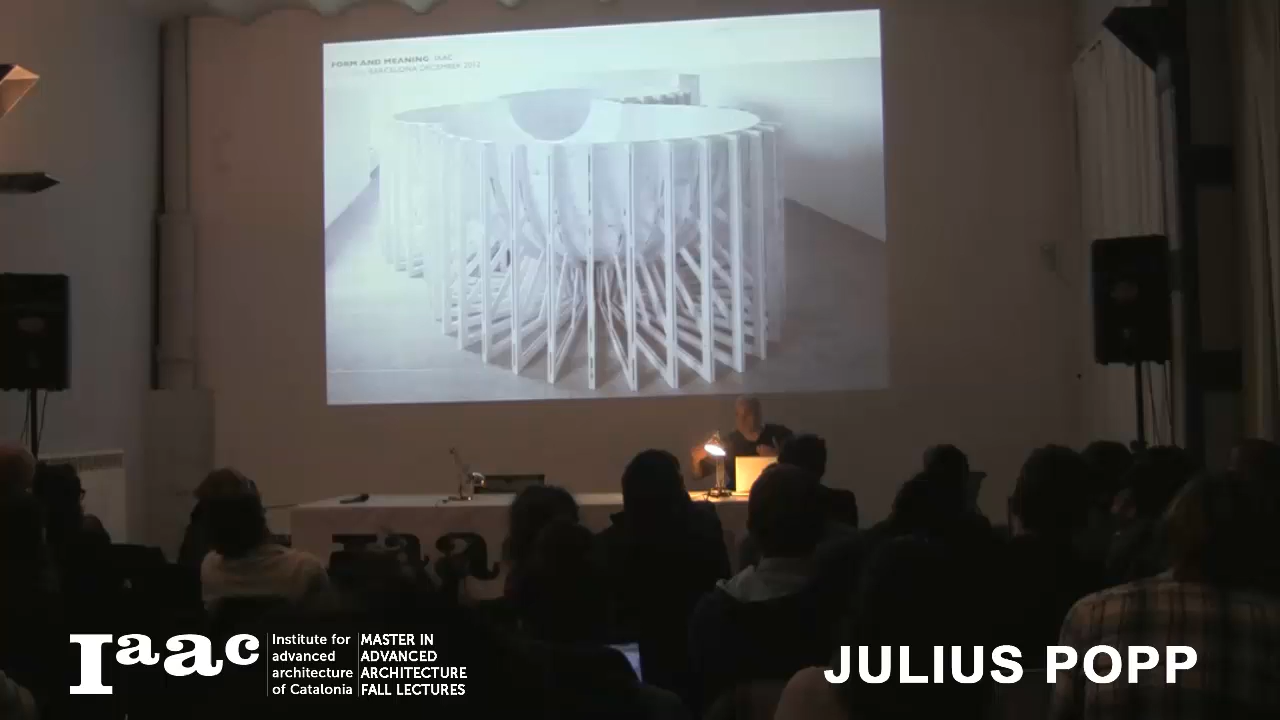 FORM AND MEANING IAAC
BARCELONA DECEMBER 2012
Iaac
Iaac
Institute for
advanced
architecture
of Catalonia
MASTER IN
ADVANCED
ARCHITECTURE
FALL LECTURES
JULIUS POPP